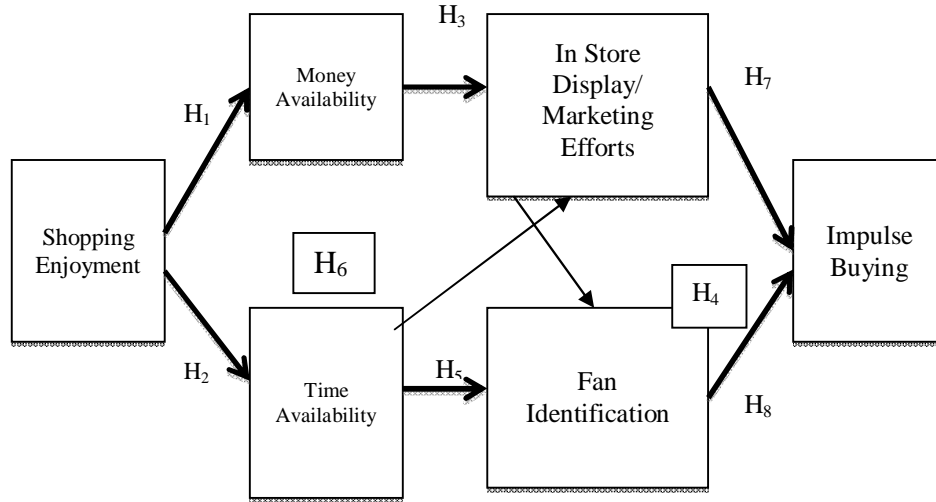 H₃
Money
Availability
In Store
Display/
Marketing
Efforts
H₇
H₁
Shopping
Enjoyment
H₆
Impulse
Buying
H₄
H₂
Time
Availability
H₅
Fan
Identification
H₈